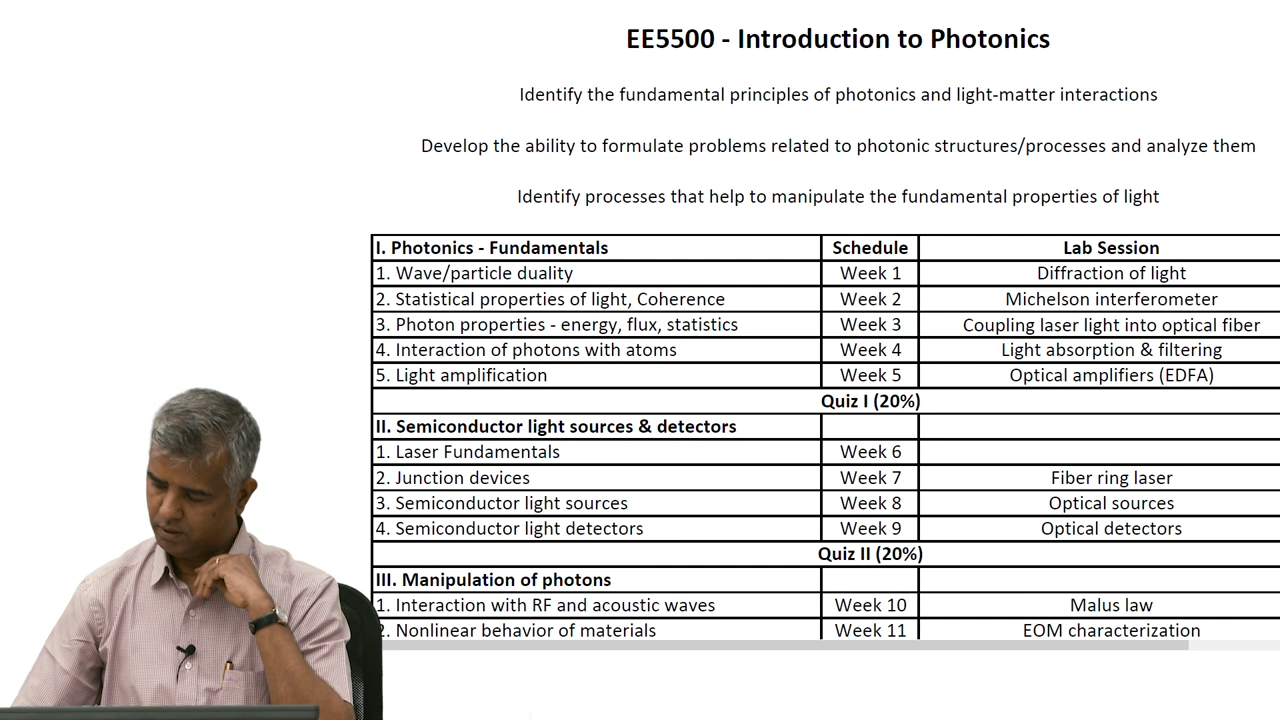 EE5500 - Introduction to Photonics
Identify the fundamental principles of photonics and light-matter interactions
Develop the ability to formulate problems related to photonic structures/processes and analyze them
Identify processes that help to manipulate the fundamental properties of light
I. Photonics - Fundamentals Schedule Lab Session
1. Wave/particle duality Week 1 Diffraction of light
2. Statistical properties of light, Coherence Week 2 Michelson interferometer
3. Photon properties - energy, flux, statistics Week 3 Coupling laser light into optical fiber
4. Interaction of photons with atoms Week 4 Light absorption & filtering
5. Light amplification Week 5 Optical amplifiers (EDFA)
Quiz I (20%)
II. Semiconductor light sources & detectors
1. Laser Fundamentals Week 6
2. Junction devices Week 7 Fiber ring laser
3. Semiconductor light sources Week 8 Optical sources
4. Semiconductor light detectors Week 9 Optical detectors
Quiz II (20%)
III. Manipulation of photons
1. Interaction with RF and acoustic waves Week 10 Malus law
2. Nonlinear behavior of materials Week 11 EOM characterization